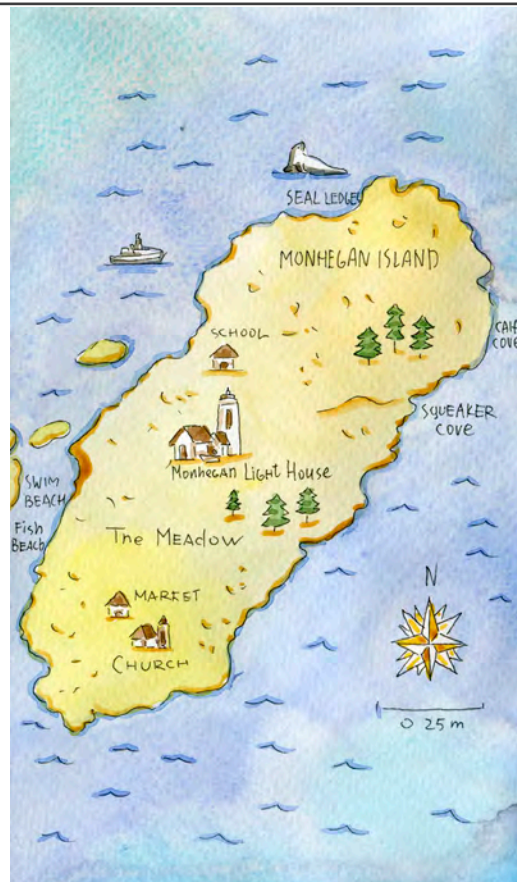 SEAL LEDGE
MONHEGAN ISLAND
SCHOOL
COVE
SQUEAKER
COVE
Monhegan Light House
SWIM
BEACH
Fish
BEACH
The MEADOW
MARKET
CHURCH
N
0 25 m